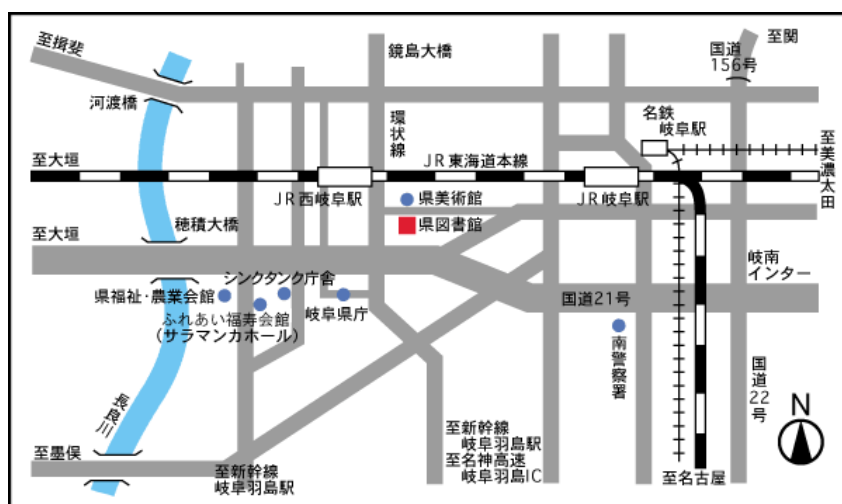 至揖斐
鏡島大橋
国道
156号
至関
河渡橋
環状線
名鉄
岐阜駅
至大垣
JR東海道本線
至美濃太田
JR西岐阜駅
県美術館
JR岐阜駅
穂積大橋
県図書館
至大垣
岐南
インター
シンクタンク庁舎
県福祉・農業会館
ふれあい福寿会館
(サラマンカホール)
岐阜県庁
国道21号
南警察署
国道22号
長良川
N
至墨俣
至新幹線
岐阜羽島駅
至新幹線
岐阜羽島駅
至名神高速
岐阜羽島IC
至名古屋